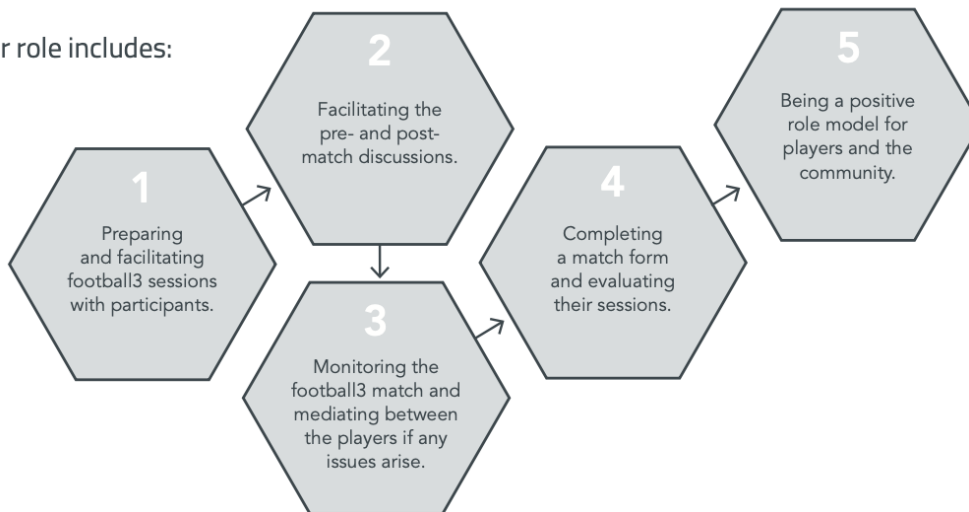 r role includes:
1
Preparing
and facilitating
football3 sessions
with participants.
2
Facilitating the
pre- and post-
match discussions.
3
Monitoring the
football3 match and
mediating between
the players if any
issues arise.
4
Completing
a match form
and evaluating
their sessions.
5
Being a positive
role model for
players and the
community.